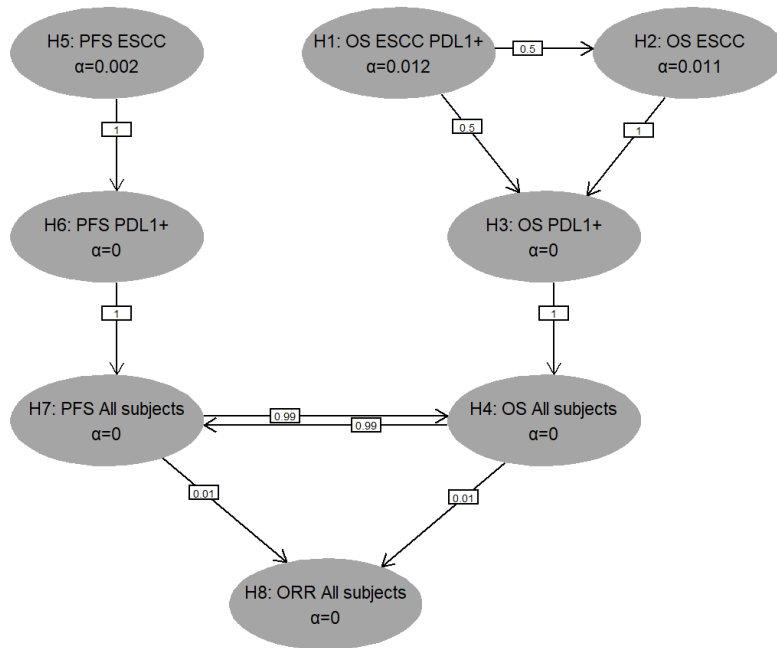 H5: PFS ESCC
α=0.002
H1: OS ESCC PDL1+
α=0.012
0.5
H2: OS ESCC
α=0.011
1
0.5
1
H6: PFS PDL1+
α=0
H3: OS PDL1+
α=0
1
1
H7: PFS All subjects
α=0
0.99
0.99
H4: OS All subjects
α=0
0.01
0.01
H8: ORR All subjects
α=0